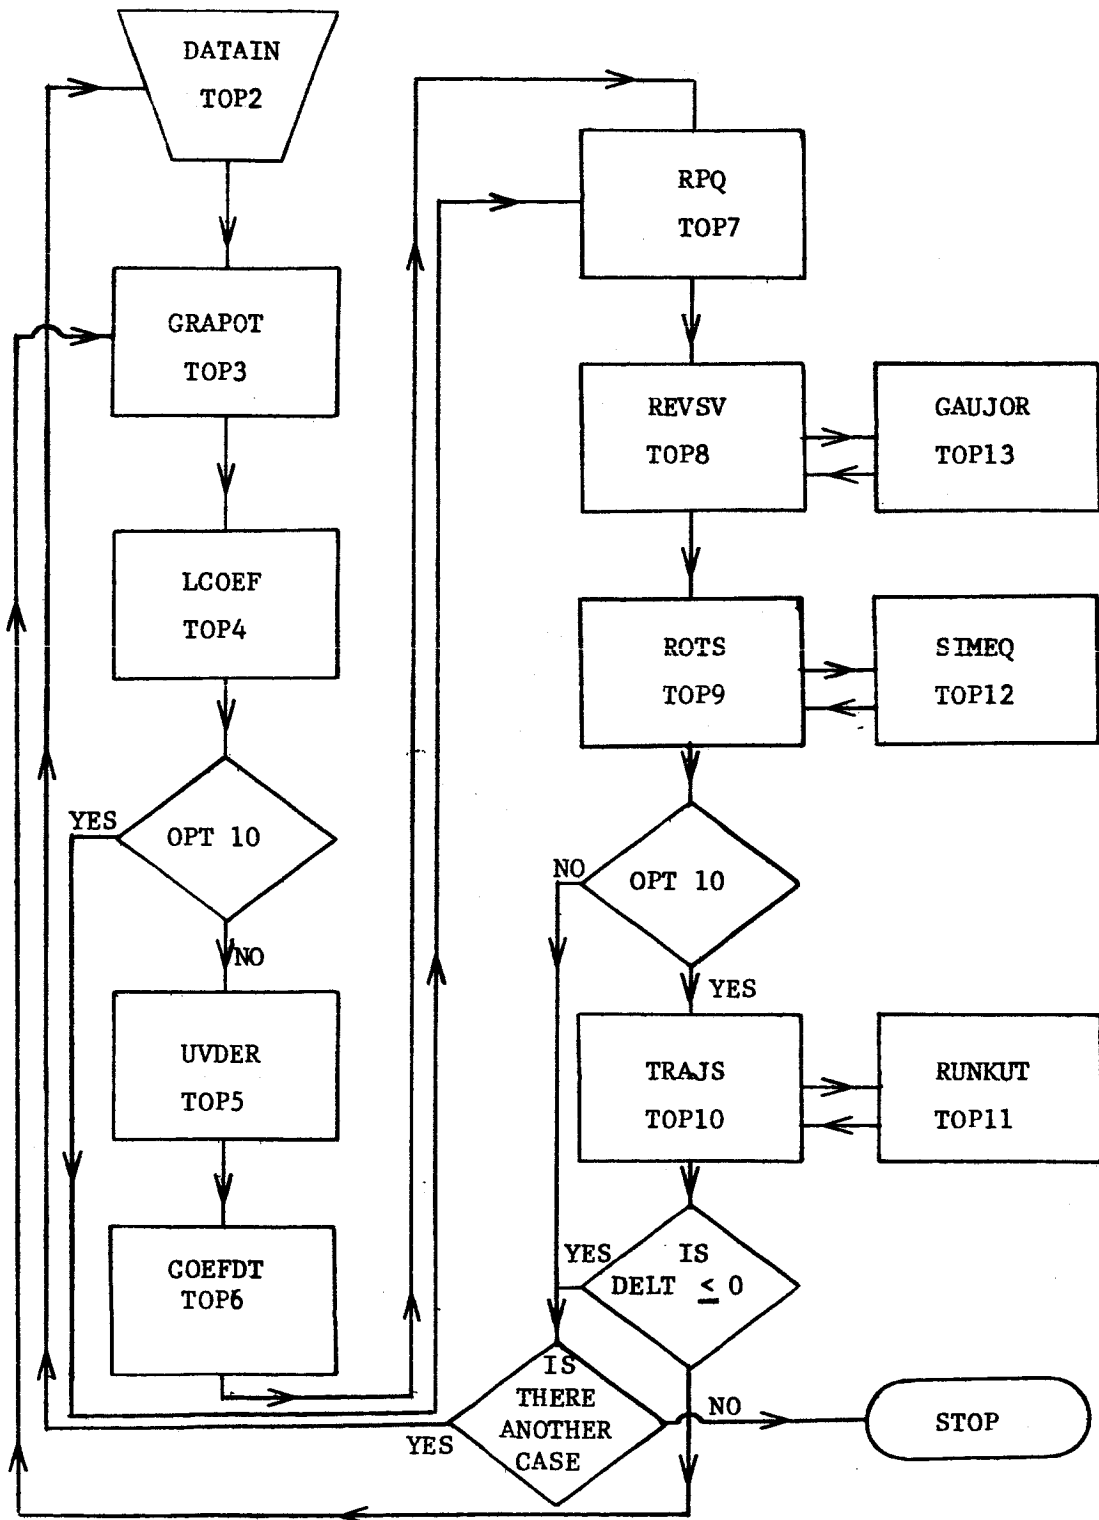 DATAIN
TOP2
GRAPOT
TOP3
LCOEF
TOP4
YES
OPT 10
NO
UVDER
TOP5
COEFDT
TOP6
RPQ
TOP7
REVSV
TOP8
GAUJOR
TOP13
ROTS
TOP9
SIMEQ
TOP12
NO
OPT 10
YES
TRAJS
TOP10
RUNKUT
TOP11
YES
IS
DELT ≤ 0
IS
THERE
ANOTHER
CASE
YES
NO
STOP